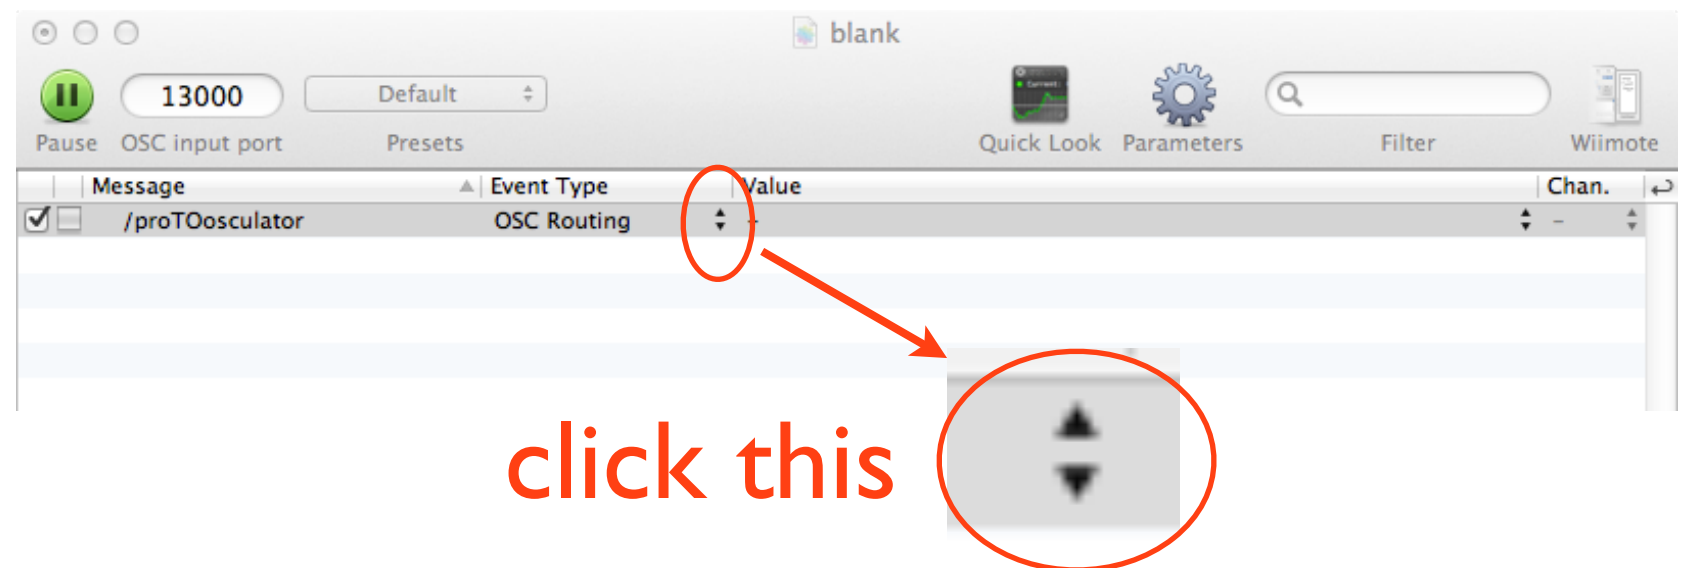 blank
13000 Default
Pause OSC input port Presets Quick Look Parameters Filter Wiimote
Message Event Type Value Chan.
/proTOosculator OSC Routing - -
click this